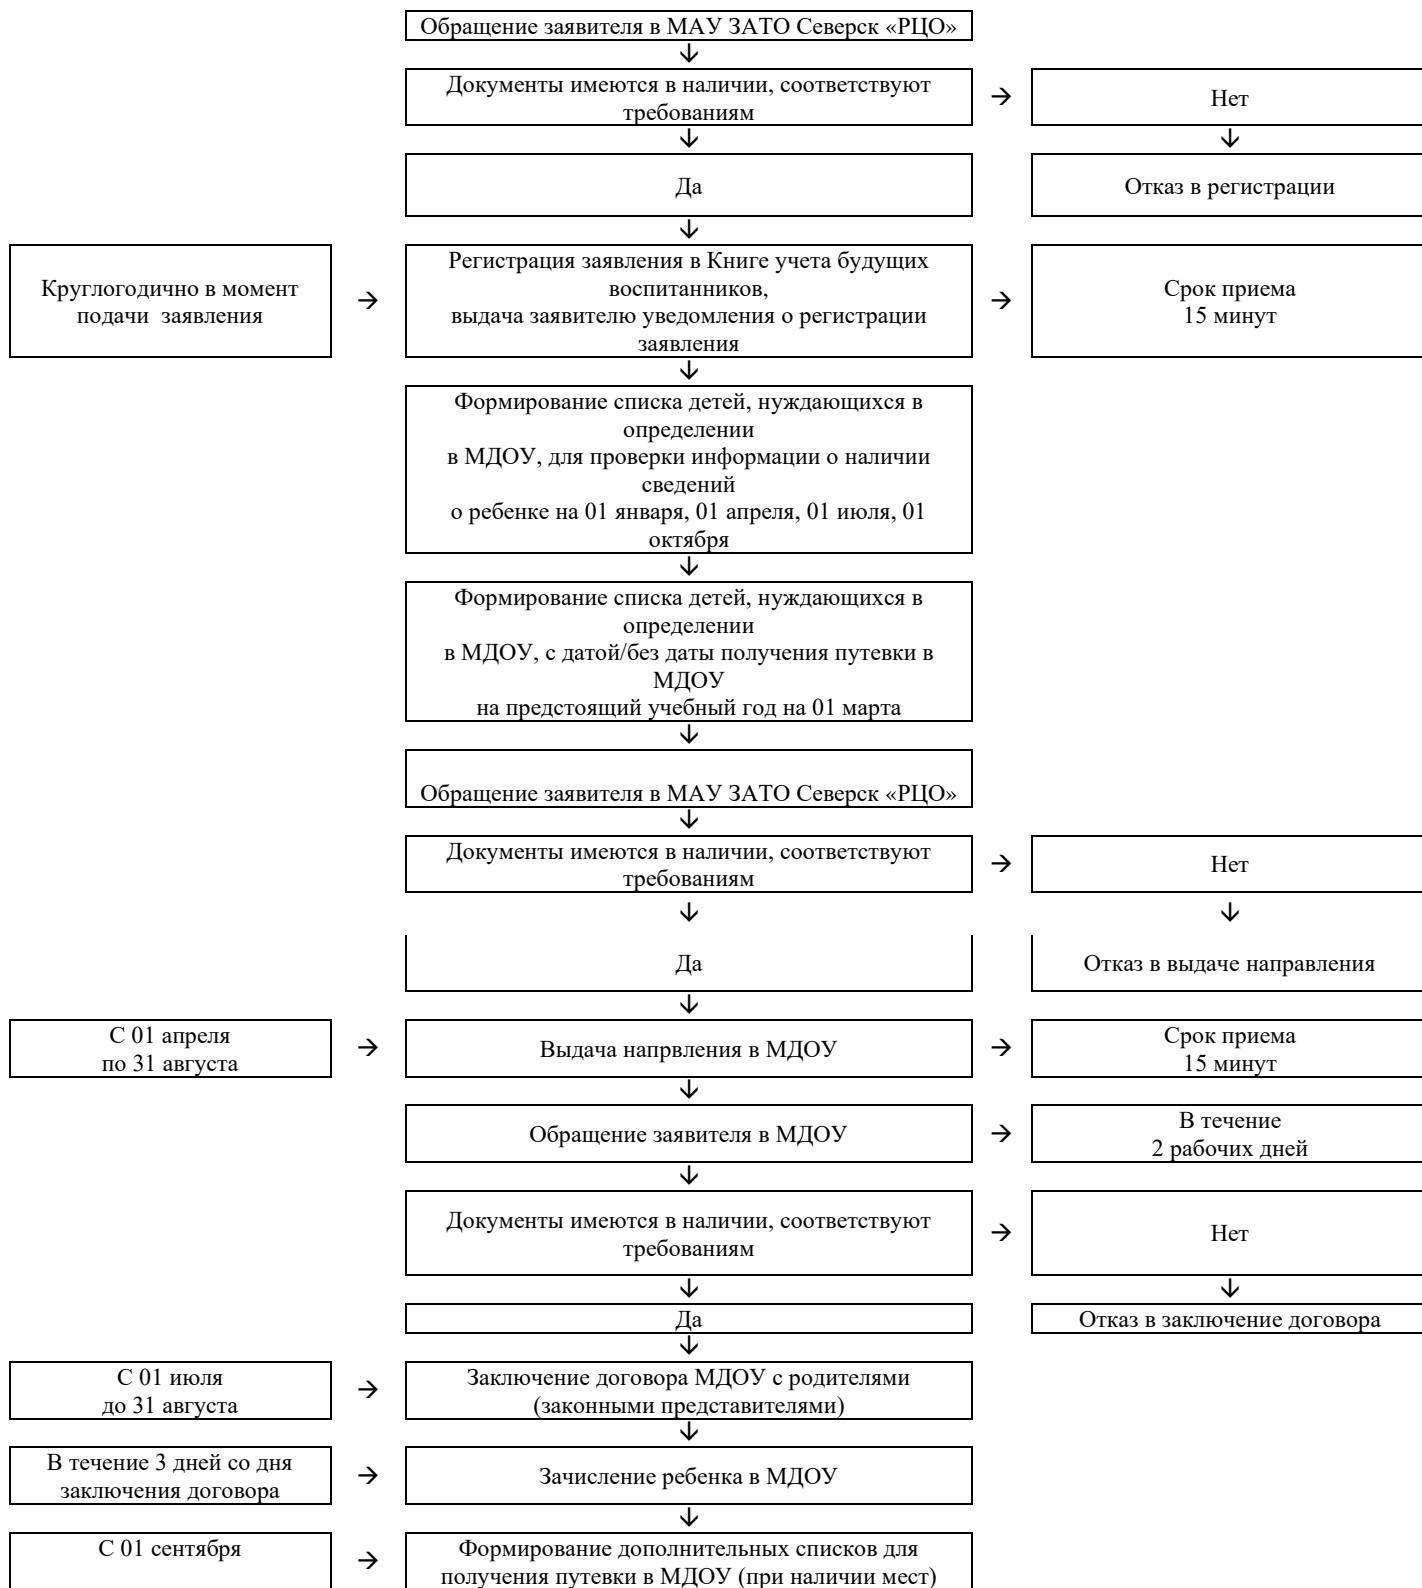 Обращение заявителя в МАУ ЗАТО Северск «РЦО»
Документы имеются в наличии, соответствуют
требованиям
Нет
Да
Отказ в регистрации
Круглогодично в момент
подачи заявления
Регистрация заявления в Книге учета будущих
воспитанников,
выдача заявителю уведомления о регистрации
заявления
Срок приема
15 минут
Формирование списка детей, нуждающихся в
определении
в МДОУ, для проверки информации о наличии
сведений
о ребенке на 01 января, 01 апреля, 01 июля, 01
октября
Формирование списка детей, нуждающихся в
определении
в МДОУ, с датой/без даты получения путевки в
МДОУ
на предстоящий учебный год на 01 марта
Обращение заявителя в МАУ ЗАТО Северск «РЦО»
Документы имеются в наличии, соответствуют
требованиям
Нет
Да
Отказ в выдаче направления
С 01 апреля
по 31 августа
Выдача напрвления в МДОУ
Срок приема
15 минут
Обращение заявителя в МДОУ
В течение
2 рабочих дней
Документы имеются в наличии, соответствуют
требованиям
Нет
Да
Отказ в заключение договора
С 01 июля
до 31 августа
Заключение договора МДОУ с родителями
(законными представителями)
В течение 3 дней со дня
заключения договора
Зачисление ребенка в МДОУ
С 01 сентября
Формирование дополнительных списков для
получения путевки в МДОУ (при наличии мест)